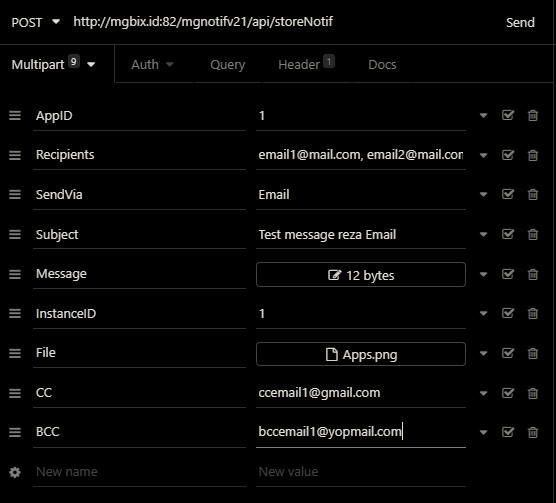 POST http://mgbix.id:82/mgnotifv21/api/storeNotif Send
Multipart 9 Auth Query Header 1 Docs
AppID 1
Recipients email1@mail.com, email2@mail.com
SendVia Email
Subject Test message reza Email
Message 12 bytes
InstanceID 1
File Apps.png
CC ccemail1@gmail.com
BCC bccemail1@yopmail.com
New name New value